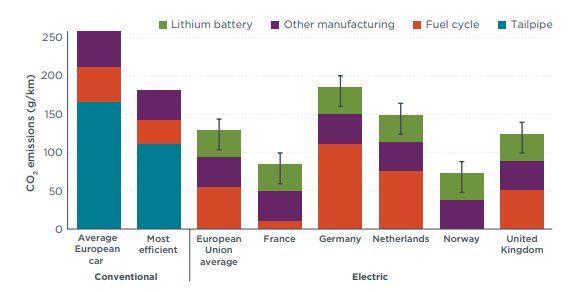 Lithium battery Other manufacturing Fuel cycle Tailpipe
CO₂ emissions (g/km)
250
200
150
100
50
0
Average European car
Most efficient
European Union average
France
Germany
Netherlands
Norway
United Kingdom
Conventional
Electric